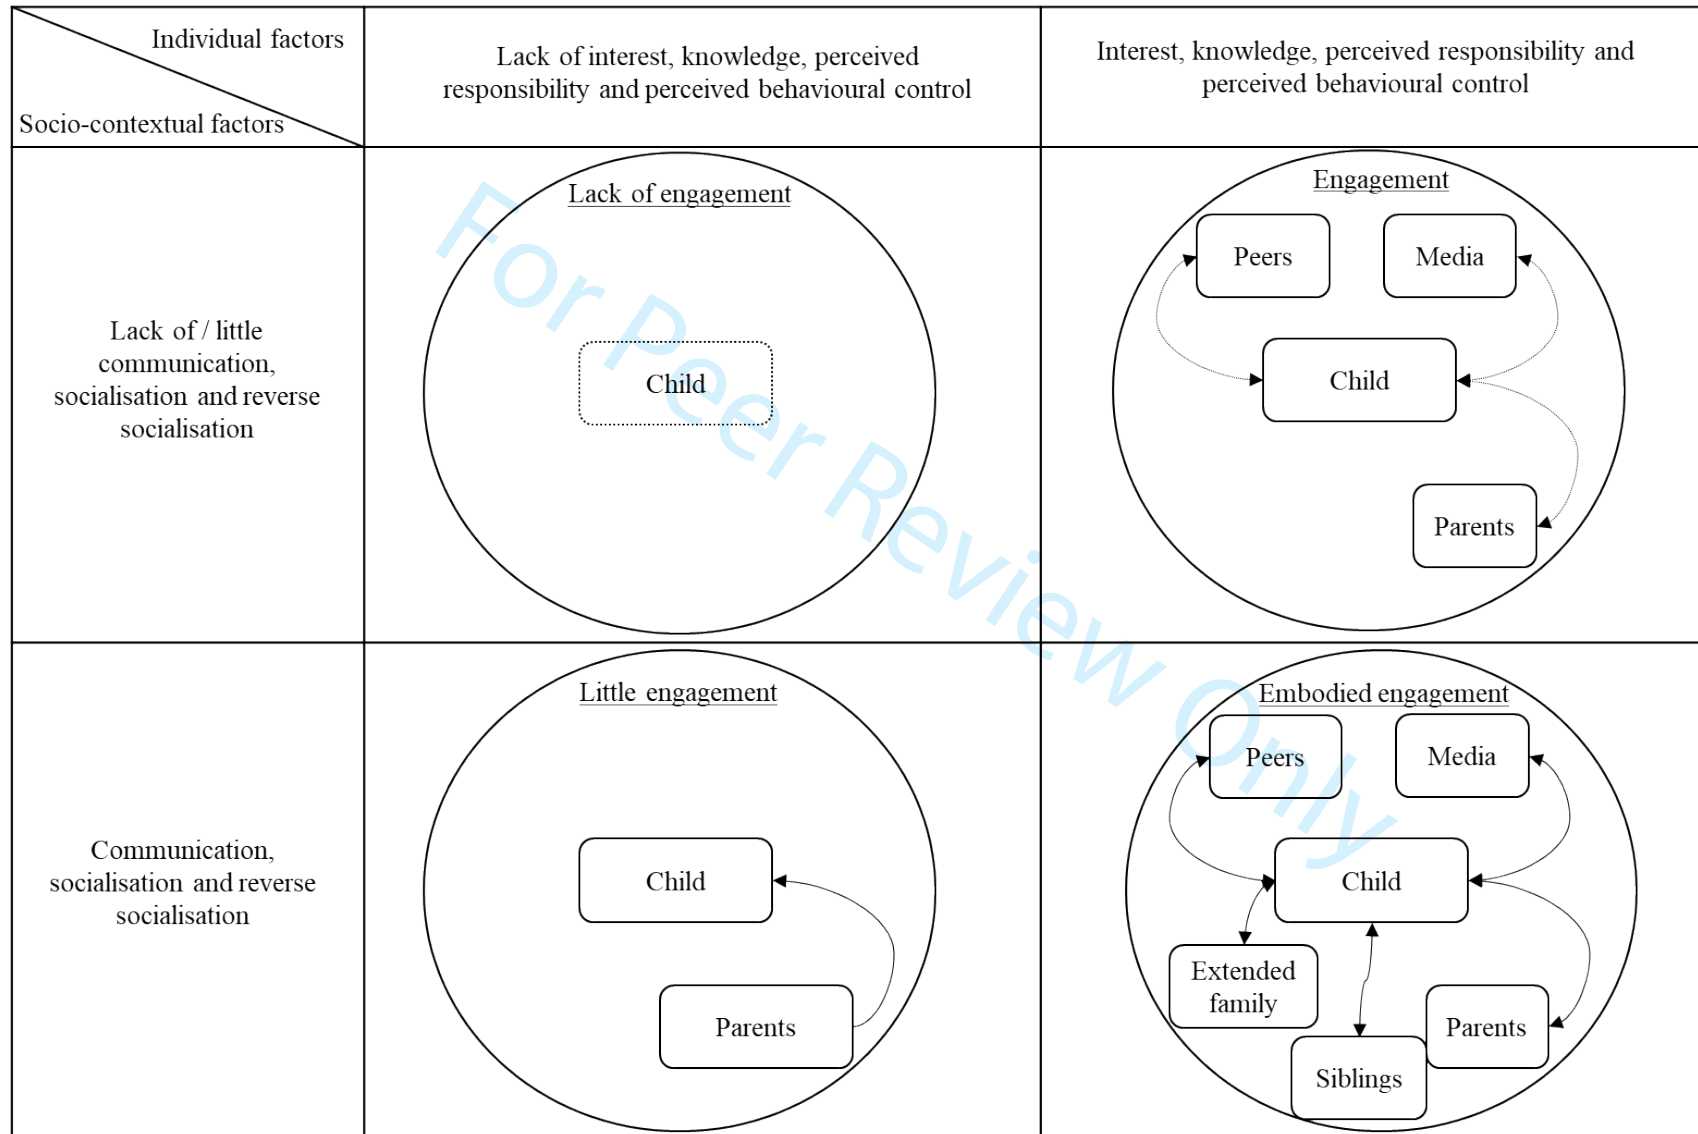 Individual factors
Socio-contextual factors
Lack of interest, knowledge, perceived
responsibility and perceived behavioural control
Interest, knowledge, perceived responsibility and
perceived behavioural control
Lack of / little
communication,
socialisation and reverse
socialisation
Lack of engagement
Child
Engagement
Peers
Media
Child
Parents
Communication,
socialisation and reverse
socialisation
Little engagement
Child
Parents
Embodied engagement
Peers
Media
Child
Extended
family
Parents
Siblings
For Peer Review Only